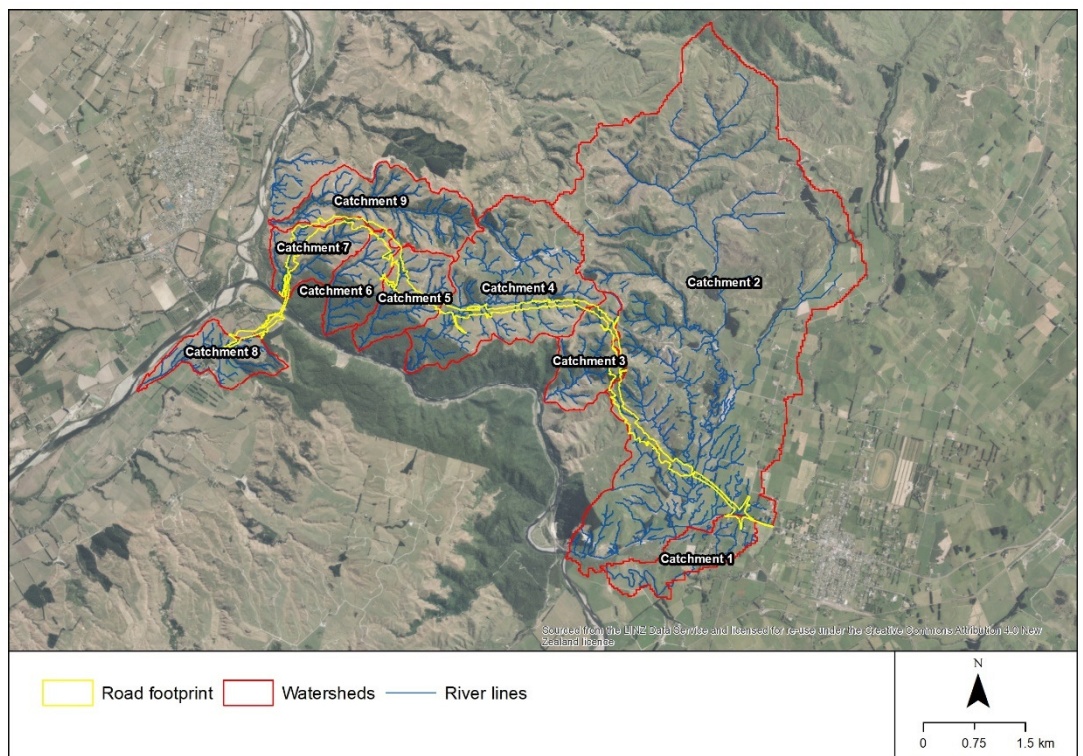 Catchment 9
Catchment 7
Catchment 6
Catchment 2
Catchment 5
Catchment 4
Catchment 8
Catchment 3
Catchment 1
Sourced from the LINZ Data Service and licensed for re-use under the Creative Commons Attribution 4.0 New
Zealand licence
Road footprint
Watersheds
River lines
N
0 0.75 1.5 km